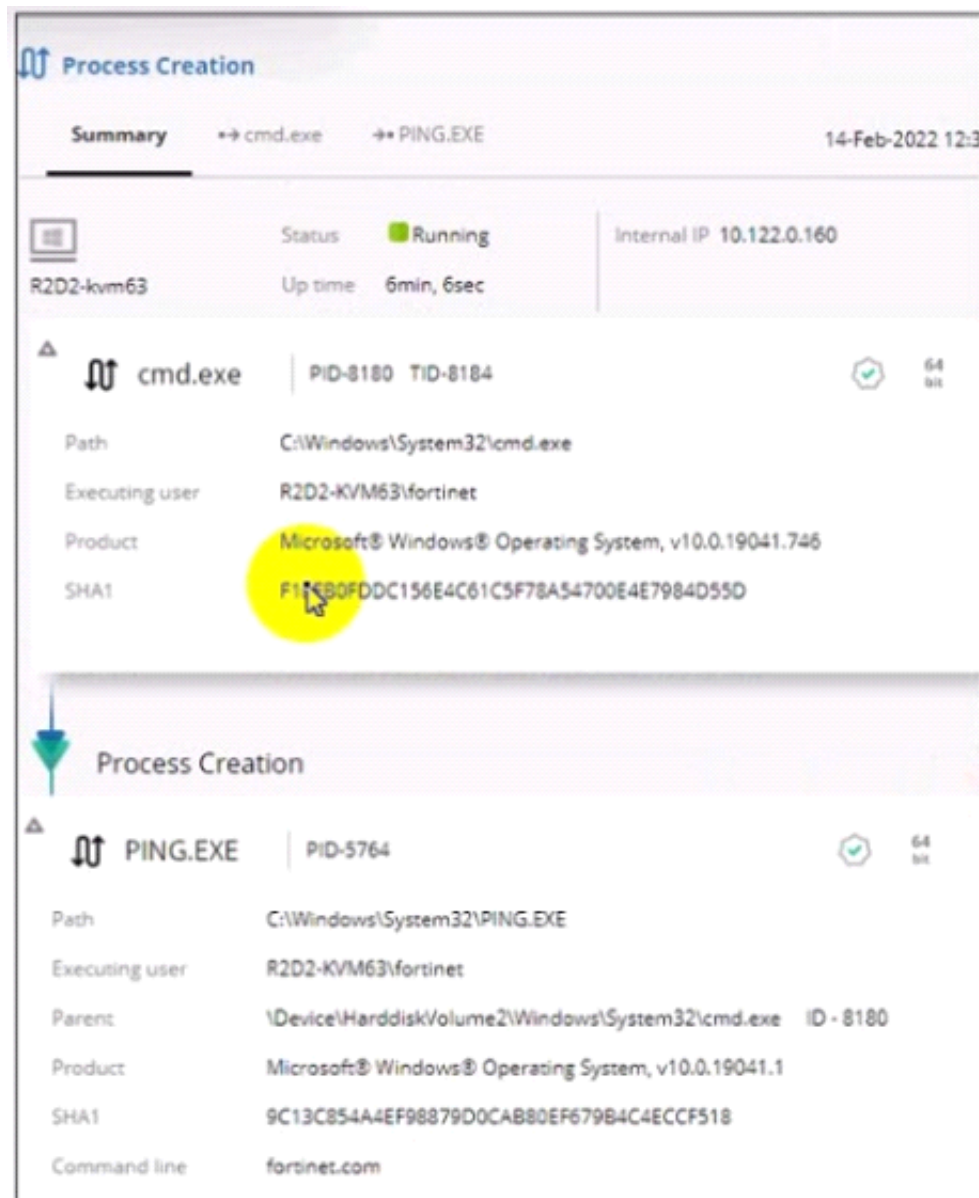 Process Creation
Summary cmd.exe PING.EXE 14-Feb-2022 12:3
Status Running Internal IP 10.122.0.160
R2D2-kvm63 Up time 6min, 6sec
cmd.exe PID-8180 TID-8184 64 bit
Path C:\Windows\System32\cmd.exe
Executing user R2D2-KVM63\fortinet
Product Microsoft® Windows® Operating System, v10.0.19041.746
SHA1
Process Creation
PING.EXE PID-5764 64 bit
Path C:\Windows\System32\PING.EXE
Executing user R2D2-KVM63\fortinet
Parent \Device\HarddiskVolume2\Windows\System32\cmd.exe ID - 8180
Product Microsoft® Windows® Operating System, v10.0.19041.1
SHA1 9C13C854A4EF98879D0CAB80EF679B4C4ECCF518
Command line fortinet.com